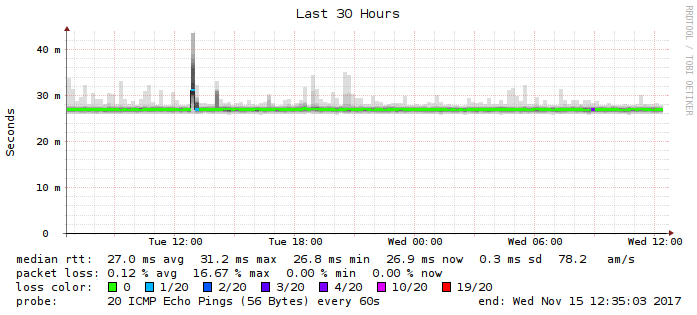 Last 30 Hours
RRDTOOL / TOBI OETIKER
Seconds
40 m
30 m
20 m
10 m
0
Tue 12:00 Tue 18:00 Wed 00:00 Wed 06:00 Wed 12:00
median rtt: 27.0 ms avg 31.2 ms max 26.8 ms min 26.9 ms now 0.3 ms sd 78.2 am/s
packet loss: 0.12 % avg 16.67 % max 0.00 % min 0.00 % now
loss color: 0 1/20 2/20 3/20 4/20 10/20 19/20
probe: 20 ICMP Echo Pings (56 Bytes) every 60s end: Wed Nov 15 12:35:03 2017